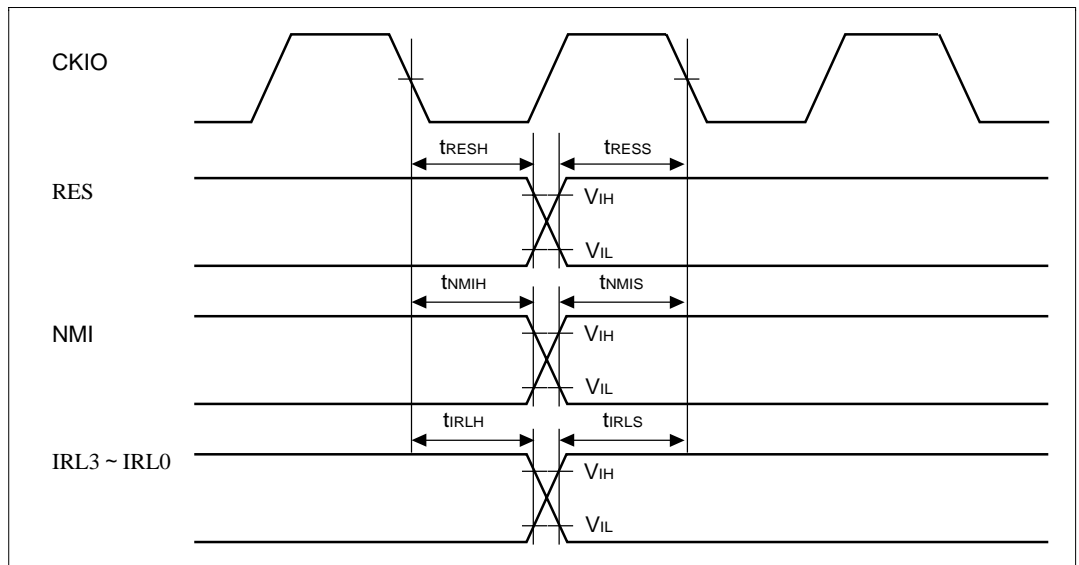 CKIO
tRESH tRESS
RES
VIH
VIL
tNMIH tNMIS
NMI
VIH
VIL
tIRLH tIRLS
IRL3 ~ IRL0
VIH
VIL